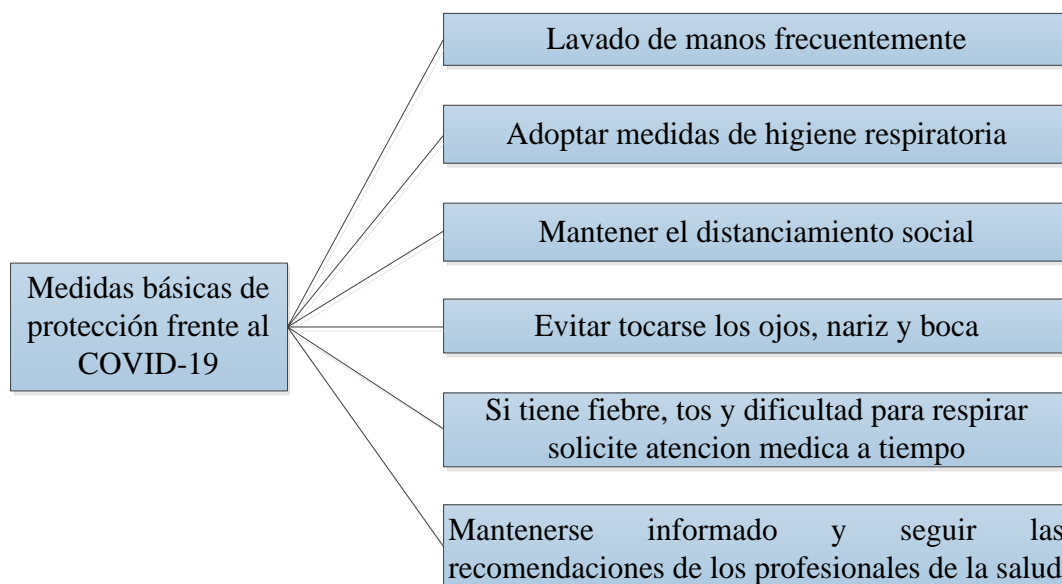 Lavado de manos frecuentemente
Adoptar medidas de higiene respiratoria
Mantener el distanciamiento social
Medidas básicas de
protección frente al
COVID-19
Evitar tocarse los ojos, nariz y boca
Si tiene fiebre, tos y dificultad para respirar
solicite atencion medica a tiempo
Mantenerse informado y seguir las
recomendaciones de los profesionales de la salud